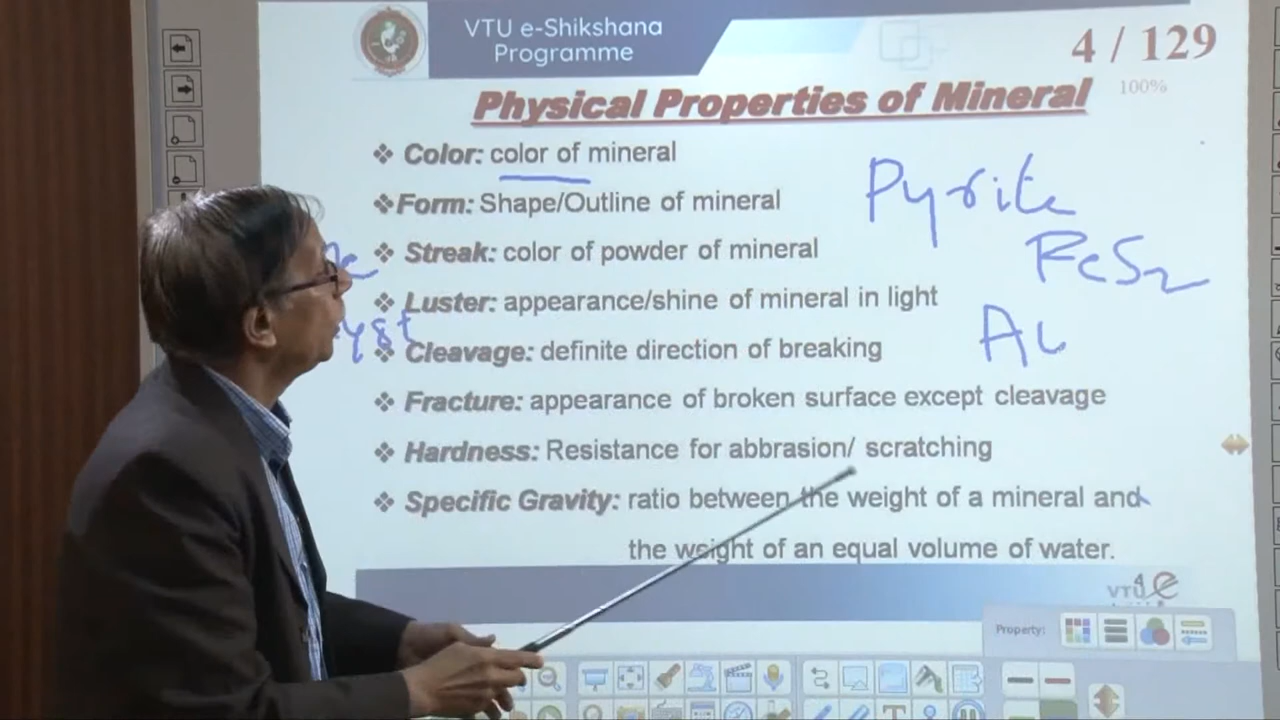 VTU e-Shikshana
Programme
4 / 129
100%
Physical Properties of Mineral
❖ Color: color of mineral
❖Form: Shape/Outline of mineral
❖ Streak: color of powder of mineral
❖ Luster: appearance/shine of mineral in light
❖ Cleavage: definite direction of breaking
❖ Fracture: appearance of broken surface except cleavage
❖ Hardness: Resistance for abbrasion/ scratching
❖ Specific Gravity: ratio between the weight of a mineral and
the weight of an equal volume of water.
Pyrite
FeS2
VTU e
4
Property: